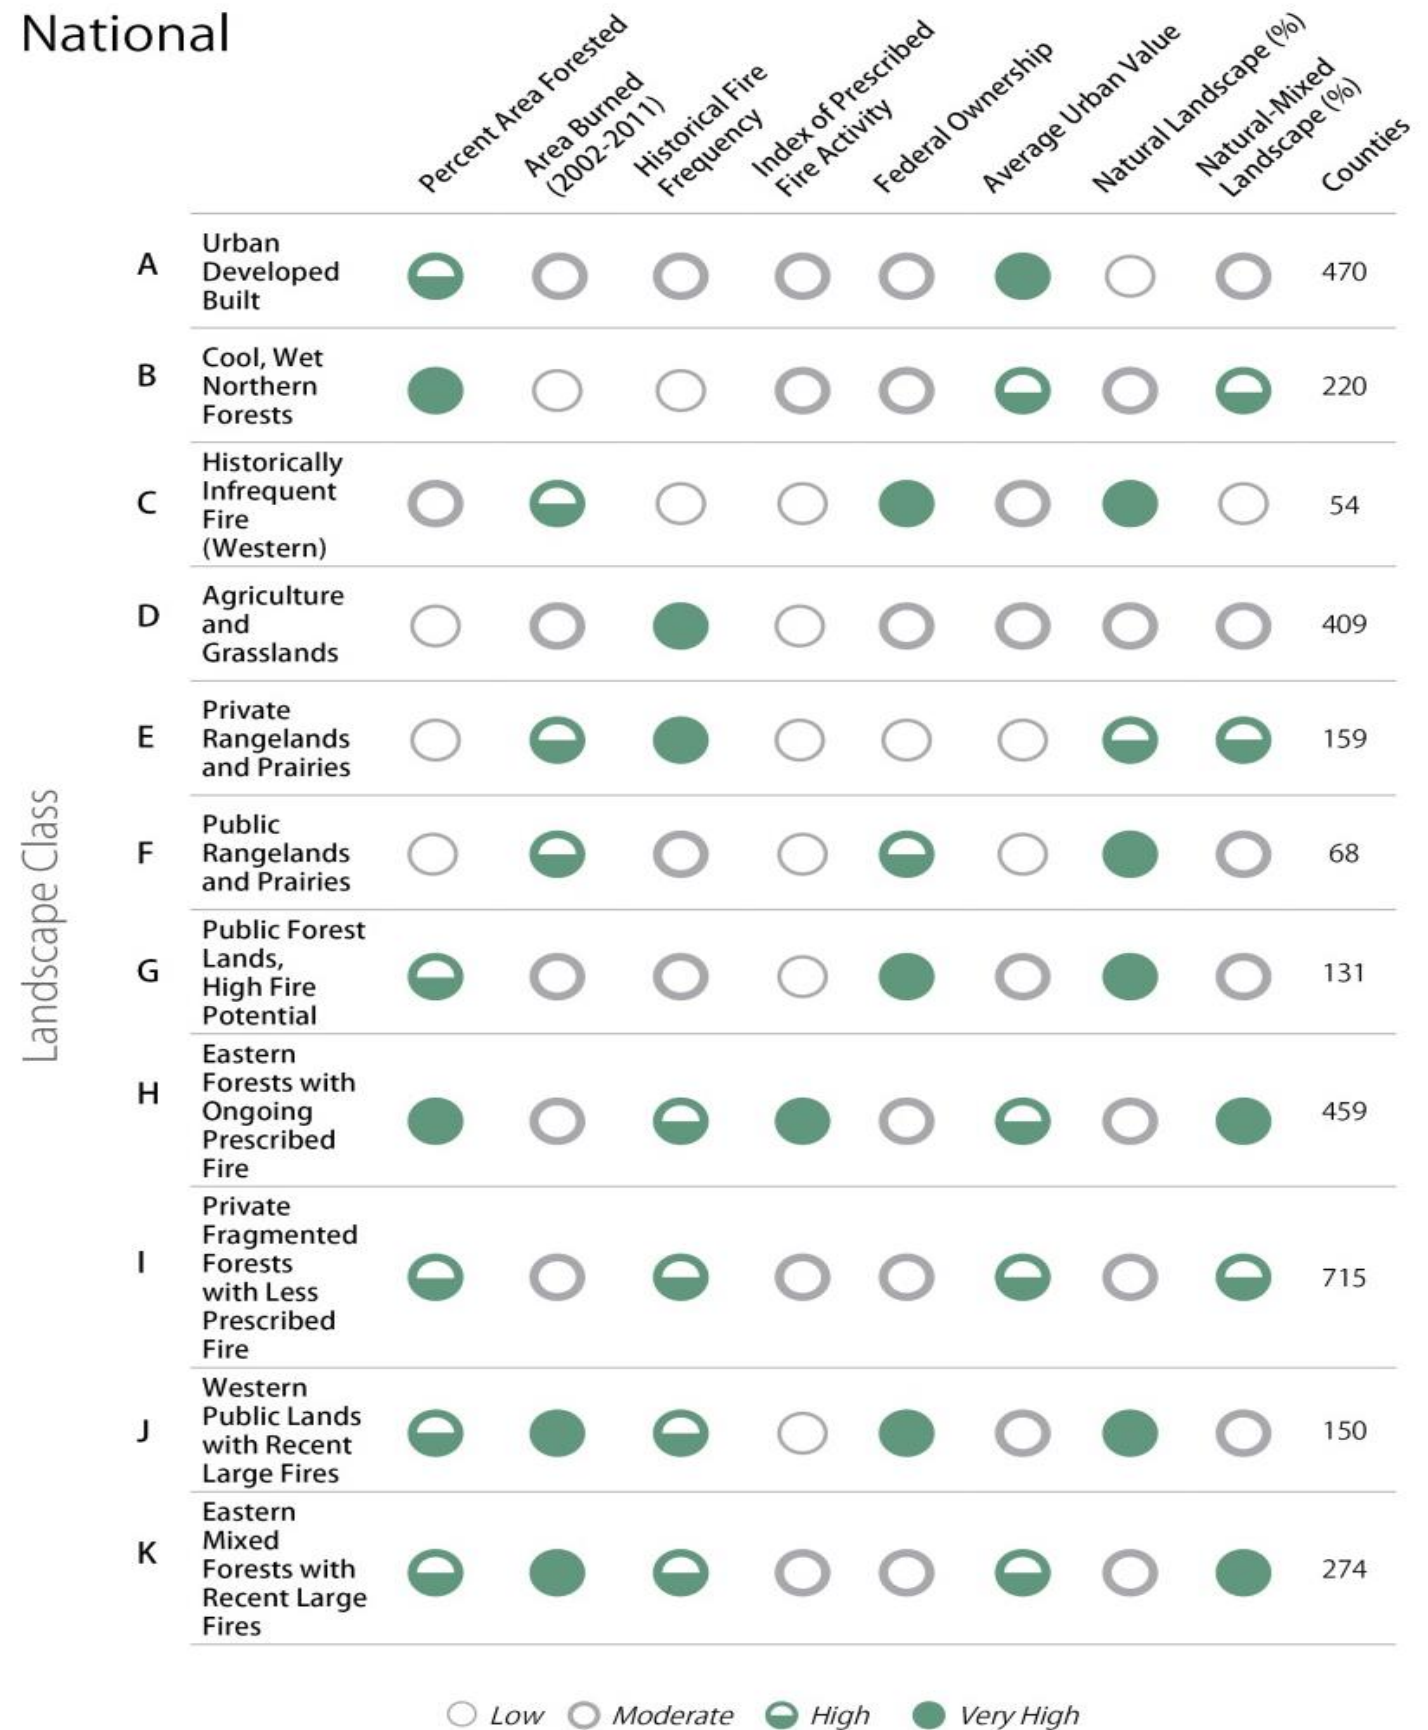 National
Percent Area Forested
Area Burned
(2002-2011)
Historical Fire
Frequency
Index of Prescribed
Fire Activity
Federal Ownership
Average Urban Value
Natural Landscape (%)
Natural-Mixed
Landscape (%)
Counties
Landscape Class
A
Urban
Developed
Built
470
B
Cool, Wet
Northern
Forests
220
C
Historically
Infrequent
Fire
(Western)
54
D
Agriculture
and
Grasslands
409
E
Private
Rangelands
and Prairies
159
F
Public
Rangelands
and Prairies
68
G
Public Forest
Lands,
High Fire
Potential
131
H
Eastern
Forests with
Ongoing
Prescribed
Fire
459
I
Private
Fragmented
Forests
with Less
Prescribed
Fire
715
J
Western
Public Lands
with Recent
Large Fires
150
K
Eastern
Mixed
Forests with
Recent Large
Fires
274
Low Moderate High Very High